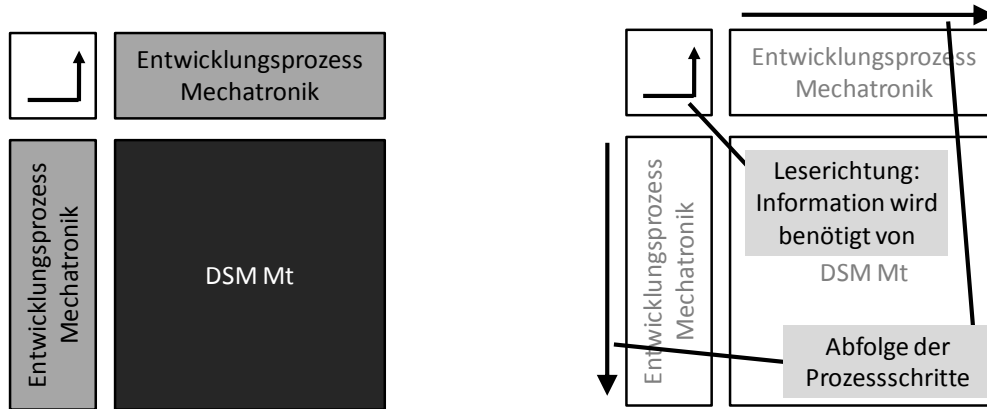 Entwicklungsprozess
Mechatronik
Entwicklungsprozess
Mechatronik
DSM Mt
Entwicklungsprozess
Mechatronik
Entwicklungsprozess
Mechatronik
Leserichtung:
Information wird
benötigt von
DSM Mt
Abfolge der
Prozessschritte